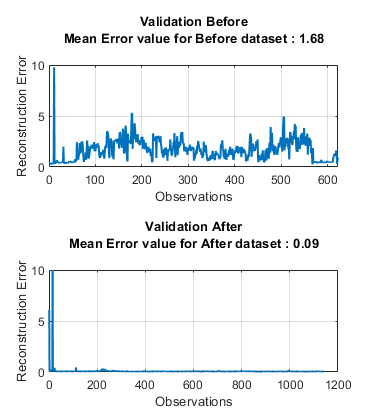 Validation Before
Mean Error value for Before dataset : 1.68
10
5
0
Reconstruction Error
0 100 200 300 400 500 600
Observations
Validation After
Mean Error value for After dataset : 0.09
10
5
0
Reconstruction Error
0 200 400 600 800 1000 1200
Observations